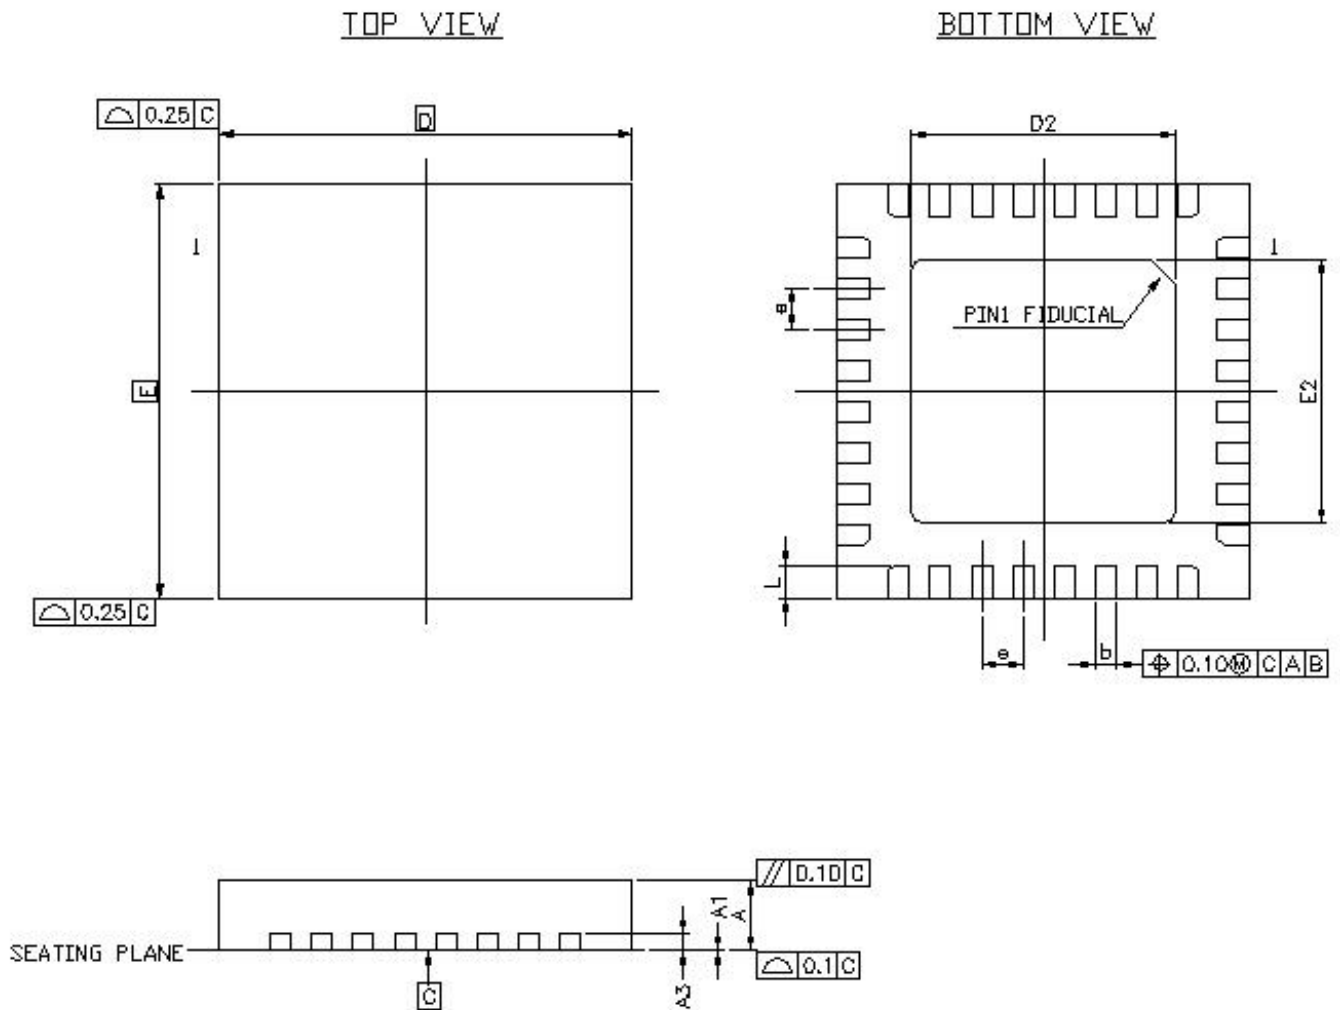 TOP VIEW
BOTTOM VIEW
0.25 C
D
D2
1
1
e
PIN1 FIDUCIAL
E
E2
L
0.25 C
e
b
0.10Ⓜ C A B
0.10 C
A1
A
SEATING PLANE
0.1 C
C
A3